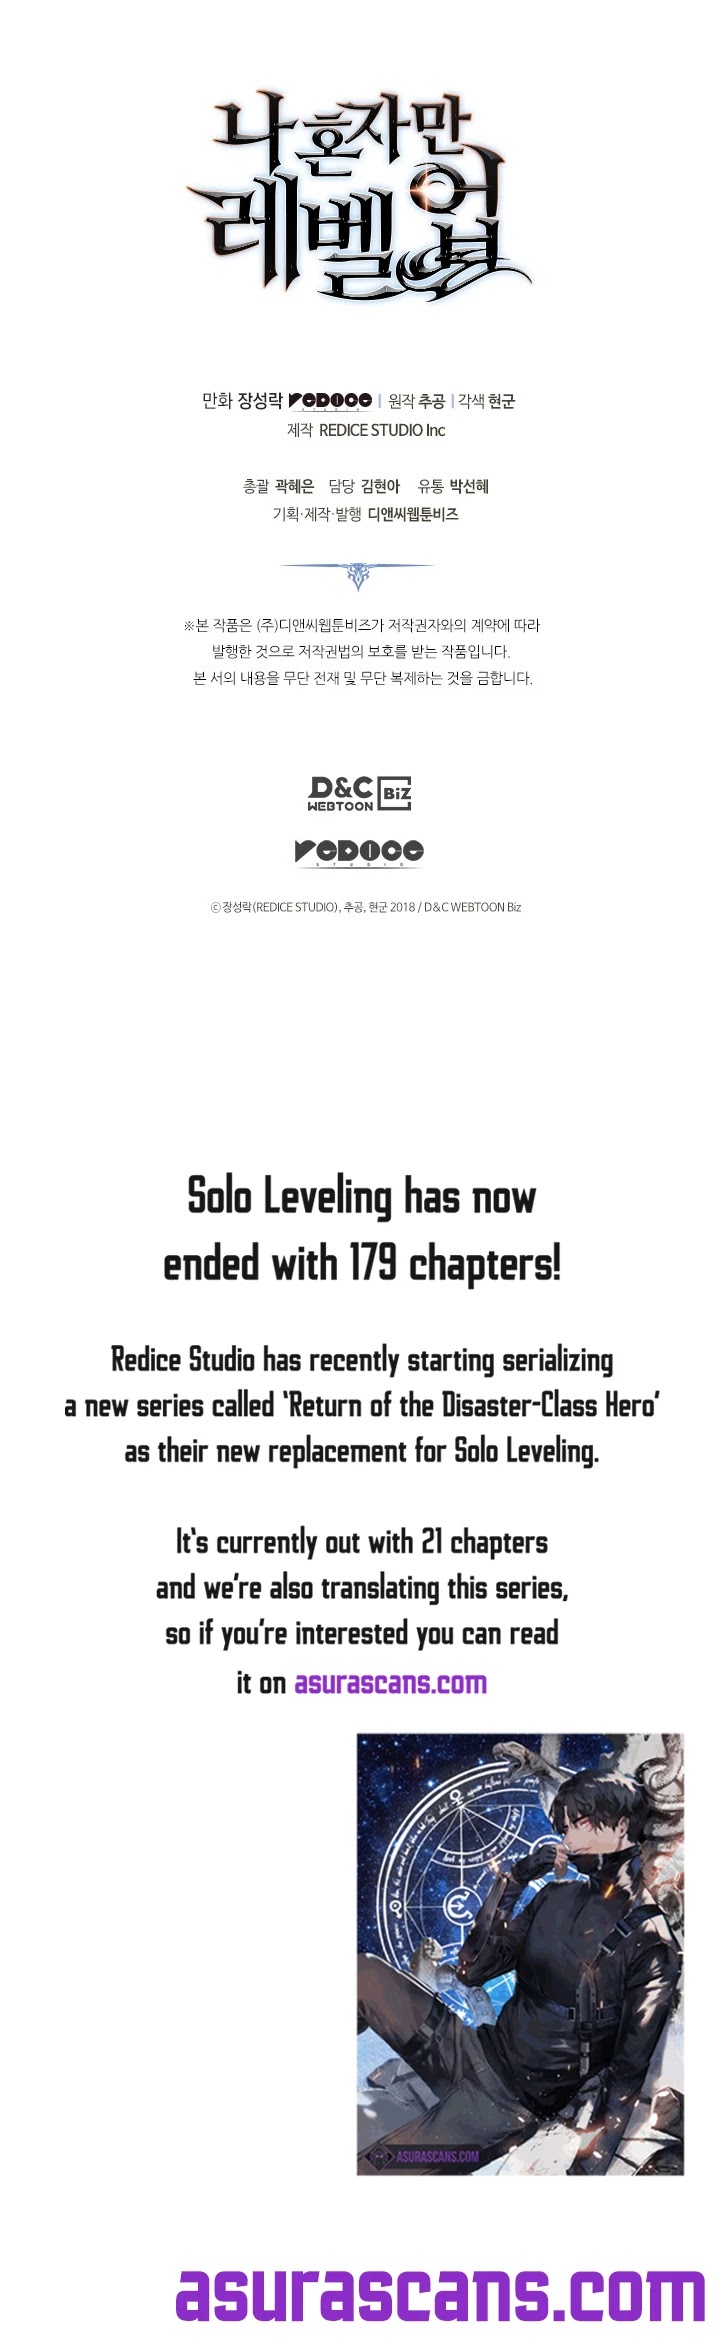 나 혼자만
레벨업
만화 장성락 REDICE STUDIO | 원작 추공 | 각색 현군
제작 REDICE STUDIO Inc
총괄 곽혜은 담당 김현아 유통 박선혜
기획·제작·발행 디앤씨웹툰비즈
※본 작품은 (주)디앤씨웹툰비즈가 저작권자와의 계약에 따라
발행한 것으로 저작권법의 보호를 받는 작품입니다.
본 서의 내용을 무단 전재 및 무단 복제하는 것을 금합니다.
D&C
WEBTOON BiZ
REDICE
STUDIO
ⓒ장성락(REDICE STUDIO), 추공, 현군 2018 / D&C WEBTOON Biz
Solo Leveling has now
ended with 179 chapters!
Redice Studio has recently starting serializing
a new series called 'Return of the Disaster-Class Hero'
as their new replacement for Solo Leveling.
It's currently out with 21 chapters
and we're also translating this series,
so if you're interested you can read
it on asurascans.com
ASURASCANS.COM
asurascans.com